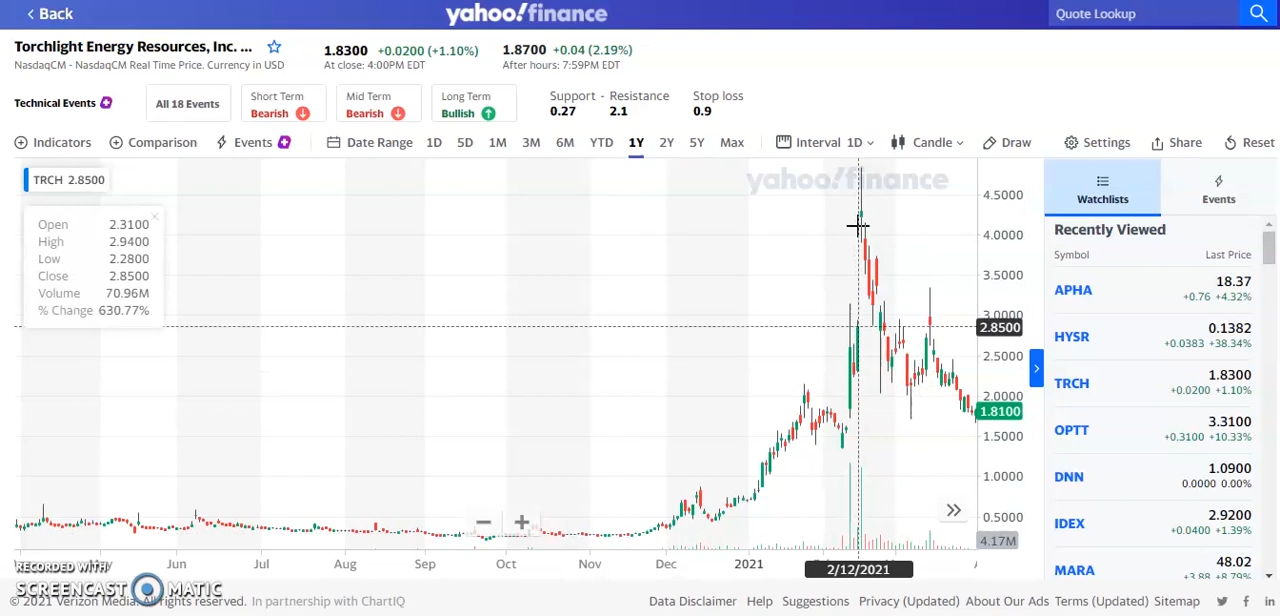 Back
yahoo!finance
Quote Lookup
Torchlight Energy Resources, Inc. ...
1.8300 +0.0200 (+1.10%)
1.8700 +0.04 (2.19%)
NasdaqCM - NasdaqCM Real Time Price. Currency in USD
At close: 4:00PM EDT
After hours: 7:59PM EDT
Technical Events
All 18 Events
Short Term
Bearish
Mid Term
Bearish
Long Term
Bullish
Support - Resistance
0.27 2.1
Stop loss
0.9
Indicators
Comparison
Events
Date Range
1D
5D
1M
3M
6M
YTD
1Y
2Y
5Y
Max
Interval 1D
Candle
Draw
Settings
Share
Reset
TRCH 2.8500
yahoo!finance
Open 2.3100
High 2.9400
Low 2.2800
Close 2.8500
Volume 70.96M
% Change 630.77%
4.5000
4.0000
3.5000
3.0000
2.8500
2.5000
2.0000
1.8100
1.5000
1.0000
0.5000
4.17M
Jun
Jul
Aug
Sep
Oct
Nov
Dec
2021
2/12/2021
Watchlists
Events
Recently Viewed
Symbol Last Price
APHA 18.37
+0.76 +4.32%
HYSR 0.1382
+0.0383 +38.34%
TRCH 1.8300
+0.0200 +1.10%
OPTT 3.3100
+0.3100 +10.33%
DNN 1.0900
0.0000 0.00%
IDEX 2.9200
+0.0400 +1.39%
MARA 48.02
+3.88 +8.79%
RECORDED WITH
SCREENCAST MATIC
© 2021 Verizon Media. All rights reserved. In partnership with ChartIQ
Data Disclaimer Help Suggestions Privacy (Updated) About Our Ads Terms (Updated) Sitemap